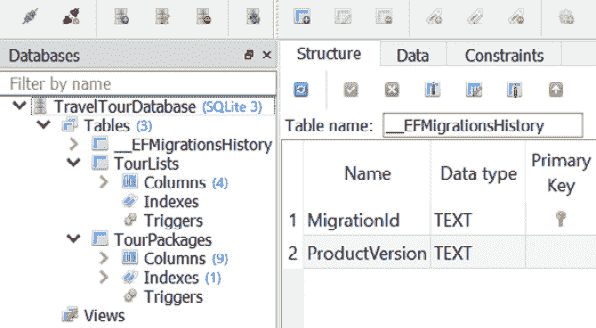 Databases
Filter by name
TravelTourDatabase (SQLite 3)
Tables (3)
__EFMigrationsHistory
TourLists
Columns (4)
Indexes
Triggers
TourPackages
Columns (9)
Indexes (1)
Triggers
Views
Structure Data Constraints
Table name: __EFMigrationsHistory
Name Data type Primary
Key
1 MigrationId TEXT
2 ProductVersion TEXT